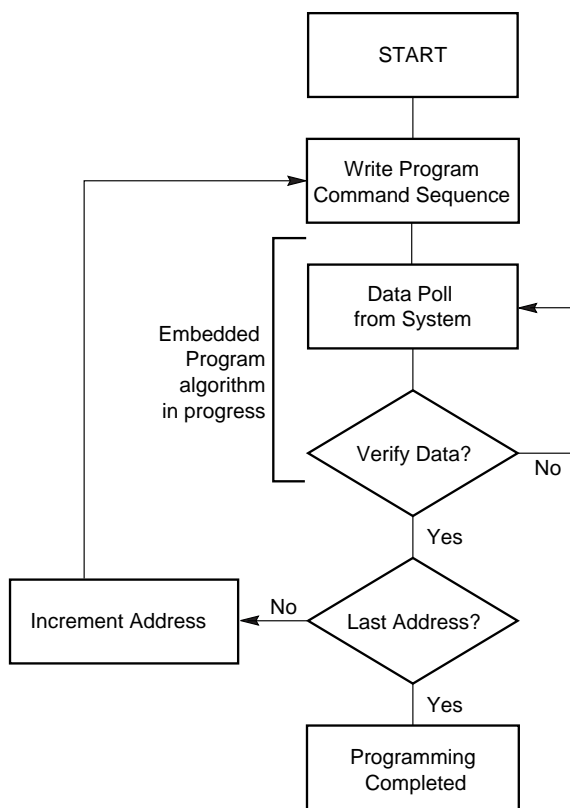 START
Write Program
Command Sequence
Data Poll
from System
Embedded
Program
algorithm
in progress
Verify Data?
No
Yes
Increment Address
No
Last Address?
Yes
Programming
Completed